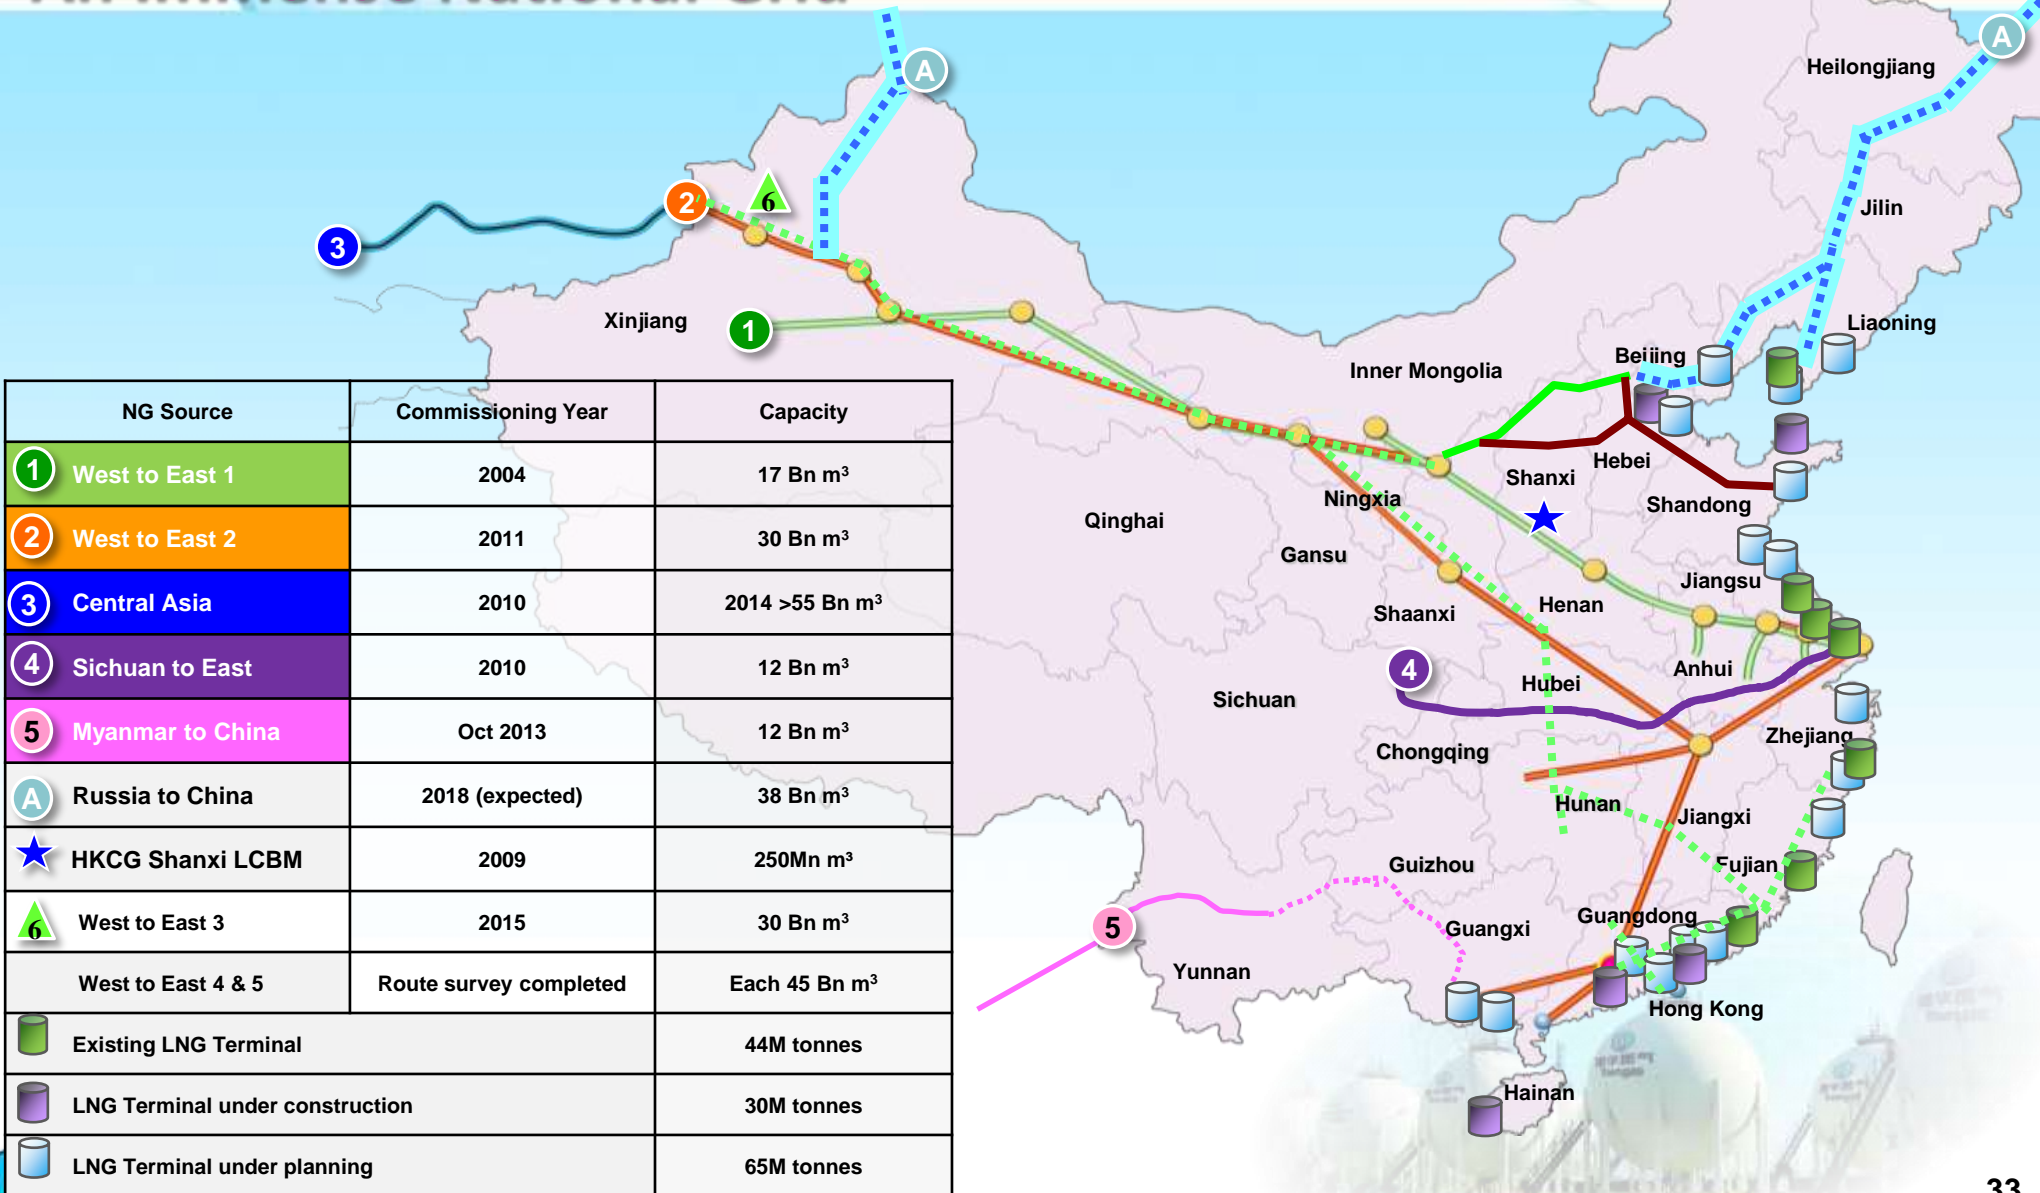 An Immense National Grid
A
A
Heilongjiang
Jilin
Liaoning
6
2
3
1
Xinjiang
Beijing
Inner Mongolia
Hebei
Shanxi
Shandong
Ningxia
Qinghai
Gansu
Jiangsu
Henan
Shaanxi
Anhui
4
Hubei
Sichuan
Zhejiang
Chongqing
Hunan
Jiangxi
Guizhou
Fujian
5
Guangdong
Guangxi
Yunnan
Hong Kong
Hainan
NG Source Commissioning Year Capacity
1 West to East 1 2004 17 Bn m³
2 West to East 2 2011 30 Bn m³
3 Central Asia 2010 2014 >55 Bn m³
4 Sichuan to East 2010 12 Bn m³
5 Myanmar to China Oct 2013 12 Bn m³
A Russia to China 2018 (expected) 38 Bn m³
HKCG Shanxi LCBM 2009 250Mn m³
6 West to East 3 2015 30 Bn m³
West to East 4 & 5 Route survey completed Each 45 Bn m³
Existing LNG Terminal 44M tonnes
LNG Terminal under construction 30M tonnes
LNG Terminal under planning 65M tonnes
33